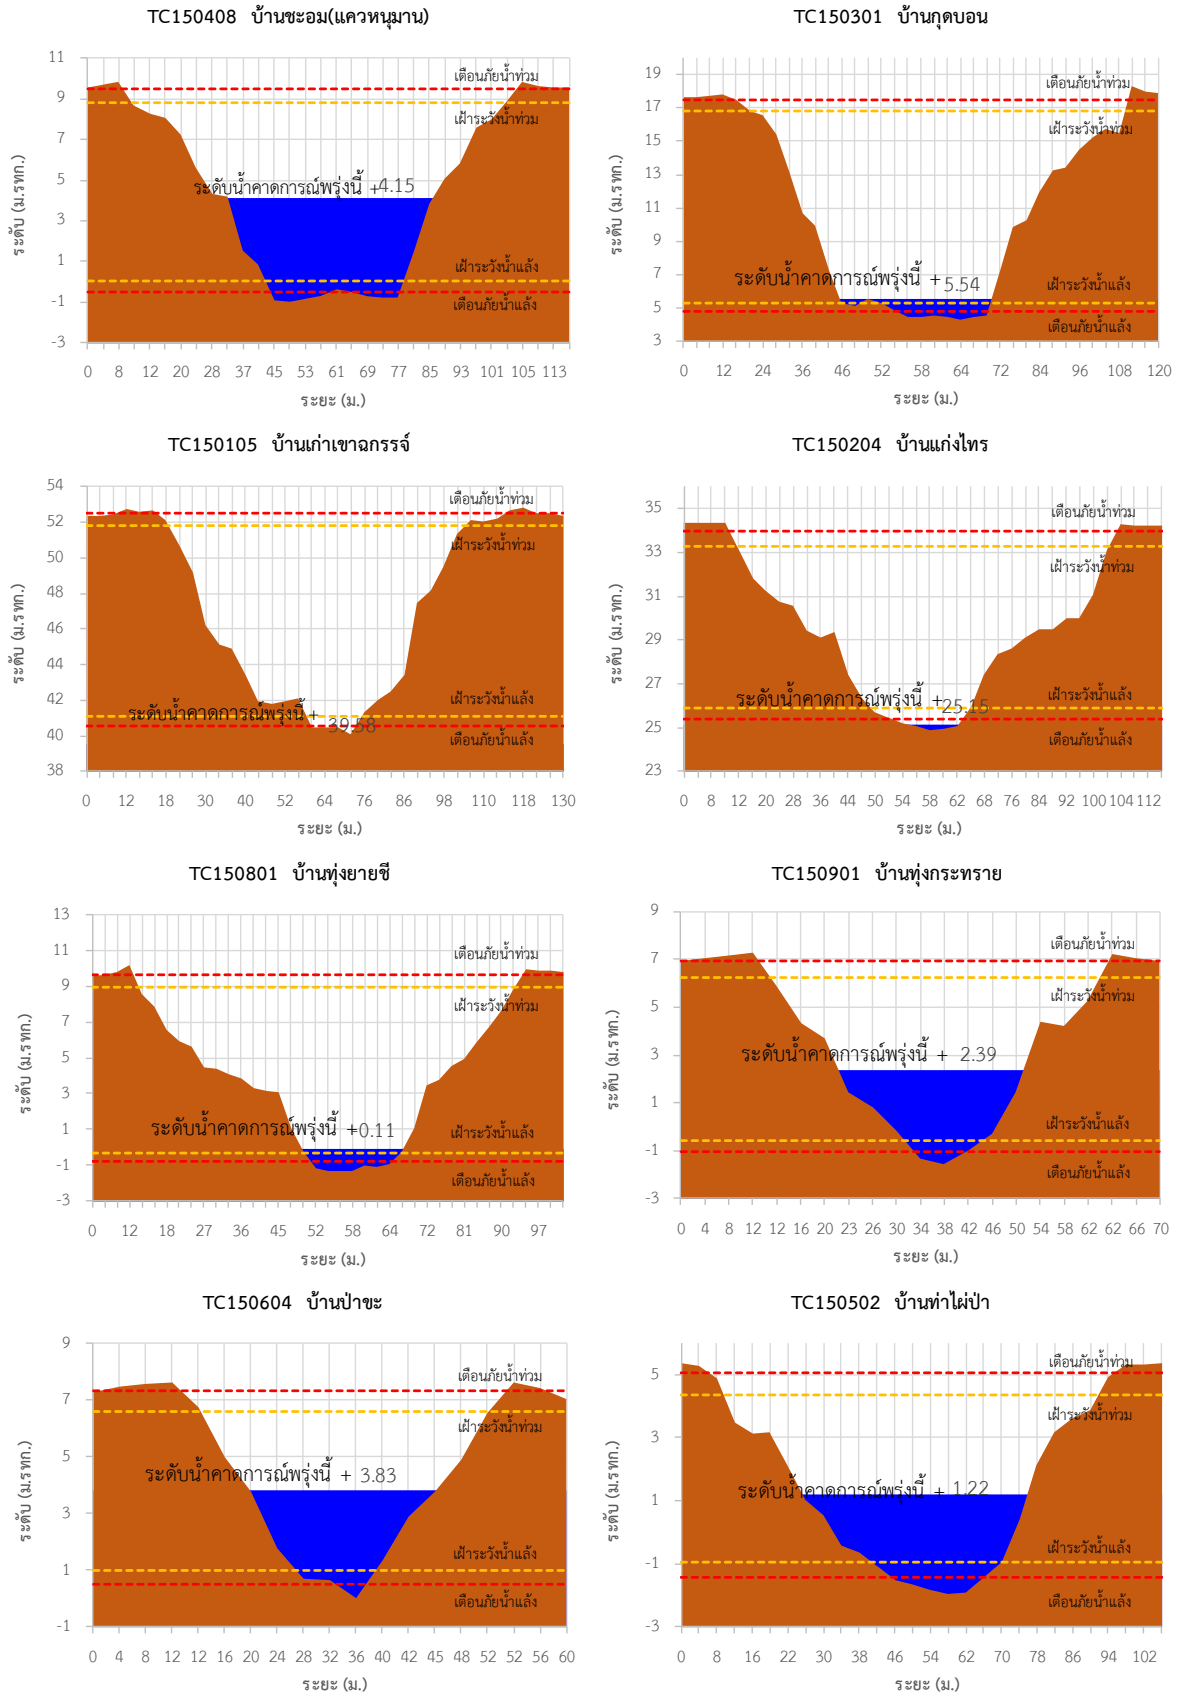 TC150408 บ้านชะอม(แควหนุมาน)
11
9
7
5
3
1
-1
-3
ระดับ (ม.รทก.)
เตือนภัยน้ำท่วม
เฝ้าระวังน้ำท่วม
ระดับน้ำคาดการณ์พรุ่งนี้ +4.15
เฝ้าระวังน้ำแล้ง
เตือนภัยน้ำแล้ง
0 8 12 20 28 37 45 53 61 69 77 85 93 101 105 113
ระยะ (ม.)
TC150301 บ้านกุดบอน
19
17
15
13
11
9
7
5
3
ระดับ (ม.รทก.)
เตือนภัยน้ำท่วม
เฝ้าระวังน้ำท่วม
ระดับน้ำคาดการณ์พรุ่งนี้ + 5.54
เฝ้าระวังน้ำแล้ง
เตือนภัยน้ำแล้ง
0 12 24 36 46 52 58 64 72 84 96 108 120
ระยะ (ม.)
TC150105 บ้านเก่าเขาฉกรรจ์
54
52
50
48
46
44
42
40
38
ระดับ (ม.รทก.)
เตือนภัยน้ำท่วม
เฝ้าระวังน้ำท่วม
เฝ้าระวังน้ำแล้ง
ระดับน้ำคาดการณ์พรุ่งนี้ + 39.58
เตือนภัยน้ำแล้ง
0 12 18 30 40 52 64 76 86 98 110 118 130
ระยะ (ม.)
TC150204 บ้านแก่งไทร
35
33
31
29
27
25
23
ระดับ (ม.รทก.)
เตือนภัยน้ำท่วม
เฝ้าระวังน้ำท่วม
เฝ้าระวังน้ำแล้ง
ระดับน้ำคาดการณ์พรุ่งนี้ + 25.15
เตือนภัยน้ำแล้ง
0 8 12 20 28 36 44 50 54 58 62 68 76 84 92 100 104 112
ระยะ (ม.)
TC150801 บ้านทุ่งยายชี
13
11
9
7
5
3
1
-1
-3
ระดับ (ม.รทก.)
เตือนภัยน้ำท่วม
เฝ้าระวังน้ำท่วม
ระดับน้ำคาดการณ์พรุ่งนี้ +0.11
เฝ้าระวังน้ำแล้ง
เตือนภัยน้ำแล้ง
0 12 18 27 36 45 52 58 64 72 81 90 97
ระยะ (ม.)
TC150901 บ้านทุ่งกระทราย
9
7
5
3
1
-1
-3
ระดับ (ม.รทก.)
เตือนภัยน้ำท่วม
เฝ้าระวังน้ำท่วม
ระดับน้ำคาดการณ์พรุ่งนี้ + 2.39
เฝ้าระวังน้ำแล้ง
เตือนภัยน้ำแล้ง
0 4 8 12 16 20 23 26 30 34 38 42 46 50 54 58 62 66 70
ระยะ (ม.)
TC150604 บ้านป่าขะ
9
7
5
3
1
-1
ระดับ (ม.รทก.)
เตือนภัยน้ำท่วม
เฝ้าระวังน้ำท่วม
ระดับน้ำคาดการณ์พรุ่งนี้ + 3.83
เฝ้าระวังน้ำแล้ง
เตือนภัยน้ำแล้ง
0 4 8 12 12 16 20 24 28 32 36 40 44 48 52 52 56 60
ระยะ (ม.)
TC150502 บ้านท่าไผ่ป่า
5
3
1
-1
-3
ระดับ (ม.รทก.)
เตือนภัยน้ำท่วม
เฝ้าระวังน้ำท่วม
ระดับน้ำคาดการณ์พรุ่งนี้ + 1.22
เฝ้าระวังน้ำแล้ง
เตือนภัยน้ำแล้ง
0 8 16 22 30 38 46 54 62 70 78 86 94 102
ระยะ (ม.)